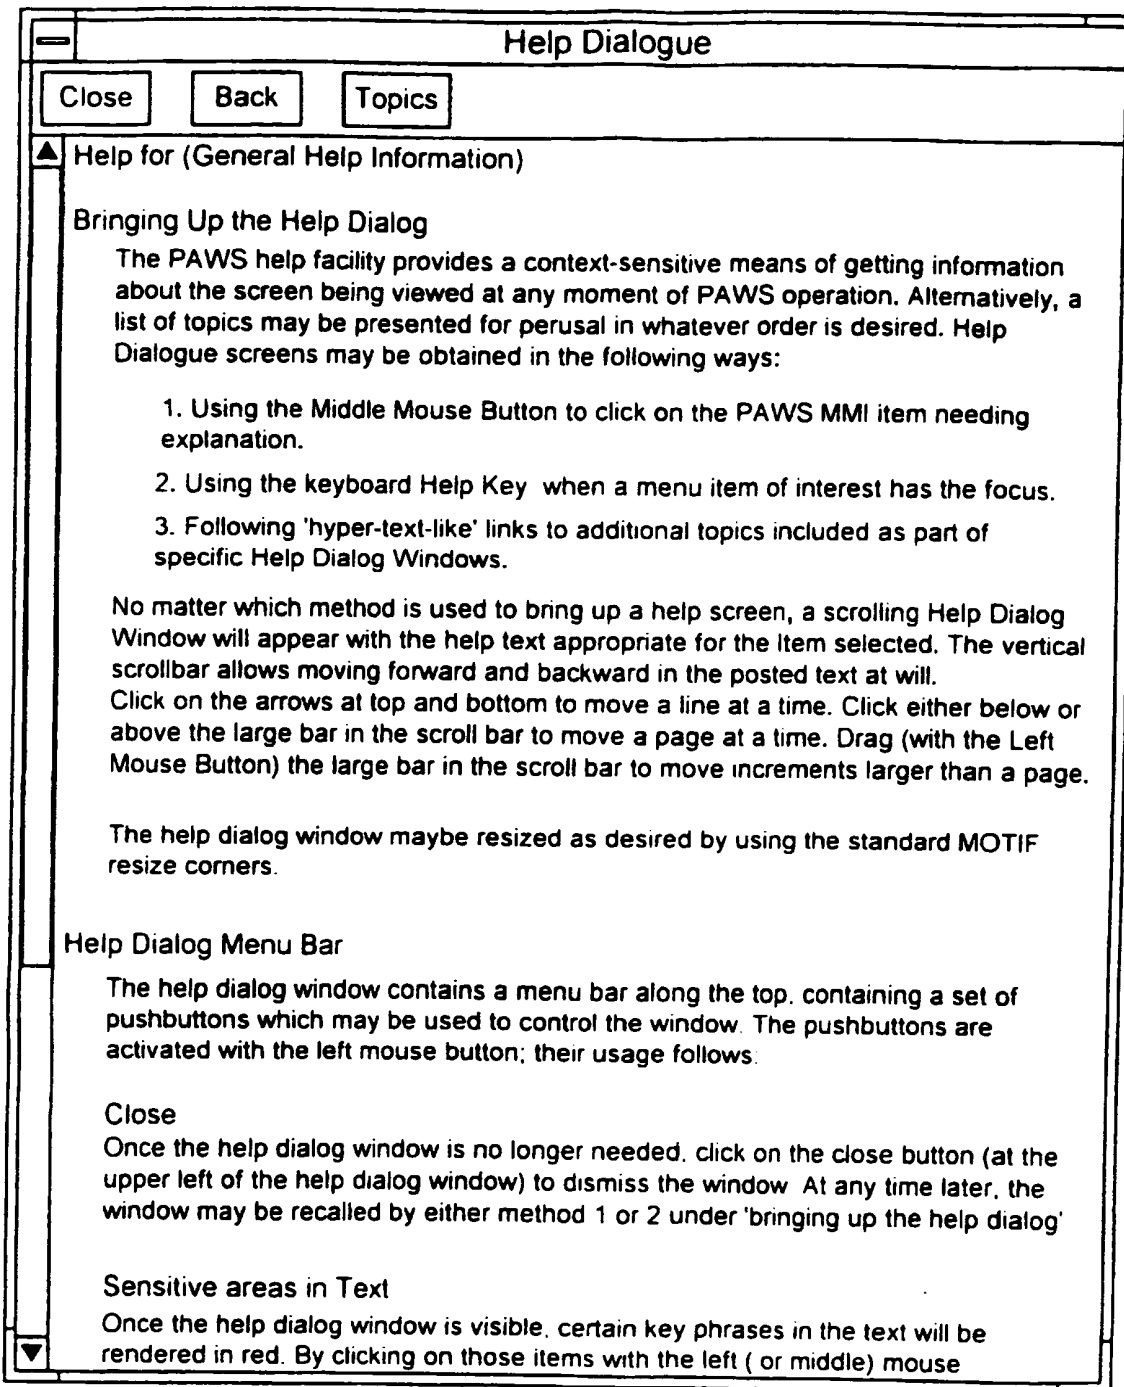 Help Dialogue
Close Back Topics
Help for (General Help Information)
Bringing Up the Help Dialog
The PAWS help facility provides a context-sensitive means of getting information
about the screen being viewed at any moment of PAWS operation. Alternatively, a
list of topics may be presented for perusal in whatever order is desired. Help
Dialogue screens may be obtained in the following ways:
1. Using the Middle Mouse Button to click on the PAWS MMI item needing
explanation.
2. Using the keyboard Help Key when a menu item of interest has the focus.
3. Following 'hyper-text-like' links to additional topics included as part of
specific Help Dialog Windows.
No matter which method is used to bring up a help screen, a scrolling Help Dialog
Window will appear with the help text appropriate for the Item selected. The vertical
scrollbar allows moving forward and backward in the posted text at will.
Click on the arrows at top and bottom to move a line at a time. Click either below or
above the large bar in the scroll bar to move a page at a time. Drag (with the Left
Mouse Button) the large bar in the scroll bar to move increments larger than a page.
The help dialog window maybe resized as desired by using the standard MOTIF
resize corners.
Help Dialog Menu Bar
The help dialog window contains a menu bar along the top, containing a set of
pushbuttons which may be used to control the window. The pushbuttons are
activated with the left mouse button; their usage follows:
Close
Once the help dialog window is no longer needed, click on the close button (at the
upper left of the help dialog window) to dismiss the window At any time later, the
window may be recalled by either method 1 or 2 under 'bringing up the help dialog'
Sensitive areas in Text
Once the help dialog window is visible, certain key phrases in the text will be
rendered in red. By clicking on those items with the left ( or middle) mouse